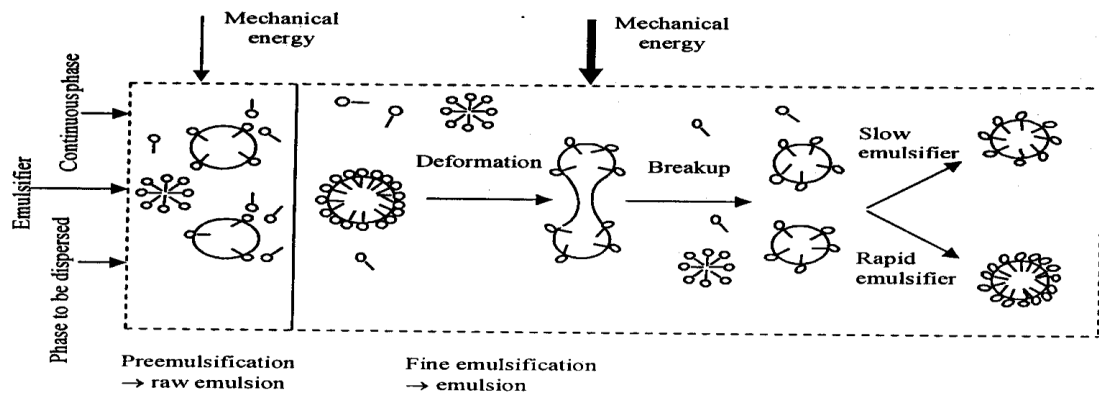 Mechanical
energy
Mechanical
energy
Continuousphase
Emulsifier
Phase to be dispersed
Deformation
Breakup
Slow
emulsifier
Rapid
emulsifier
Preemulsification
→ raw emulsion
Fine emulsification
→ emulsion